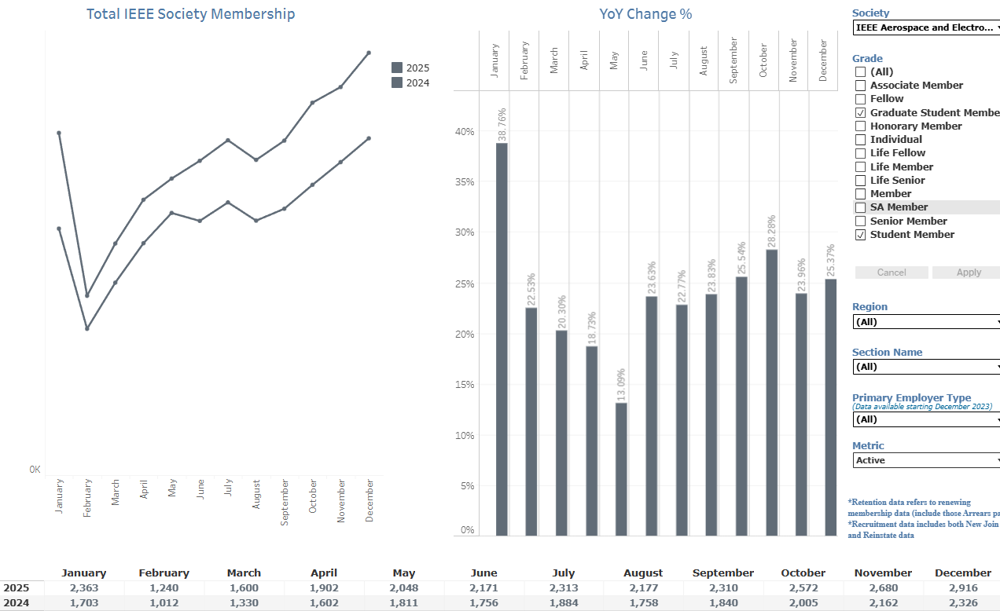 Total IEEE Society Membership
2025
2024
0K
January
February
March
April
May
June
July
August
September
October
November
December
YoY Change %
January
February
March
April
May
June
July
August
September
October
November
December
40%
35%
30%
25%
20%
15%
10%
5%
0%
38.76%
22.53%
20.30%
18.73%
13.09%
23.63%
22.77%
23.83%
25.54%
28.28%
23.96%
25.37%
Society
IEEE Aerospace and Electro...
Grade
(All)
Associate Member
Fellow
Graduate Student Membe
Honorary Member
Individual
Life Fellow
Life Member
Life Senior
Member
SA Member
Senior Member
Student Member
Cancel Apply
Region
(All)
Section Name
(All)
Primary Employer Type
(Data available starting December 2023)
(All)
Metric
Active
*Retention data refers to renewing
membership data (include those Arrears pa
*Recruitment data includes both New Join
and Reinstate data
January February March April May June July August September October November December
2025 2,363 1,240 1,600 1,902 2,048 2,171 2,313 2,177 2,310 2,572 2,680 2,916
2024 1,703 1,012 1,330 1,602 1,811 1,756 1,884 1,758 1,840 2,005 2,162 2,326